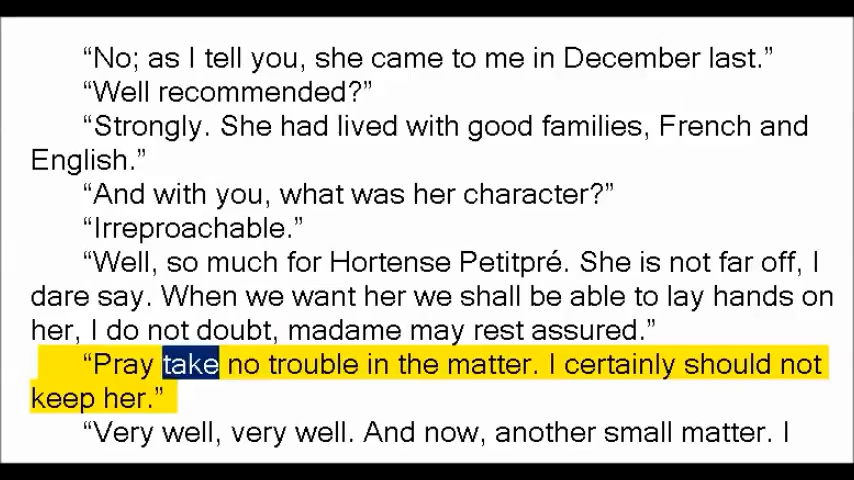 “No; as I tell you, she came to me in December last.”
“Well recommended?”
“Strongly. She had lived with good families, French and
English.”
“And with you, what was her character?”
“Irreproachable.”
“Well, so much for Hortense Petitpré. She is not far off, I
dare say. When we want her we shall be able to lay hands on
her, I do not doubt, madame may rest assured.”
“Pray take no trouble in the matter. I certainly should not
keep her.”
“Very well, very well. And now, another small matter. I